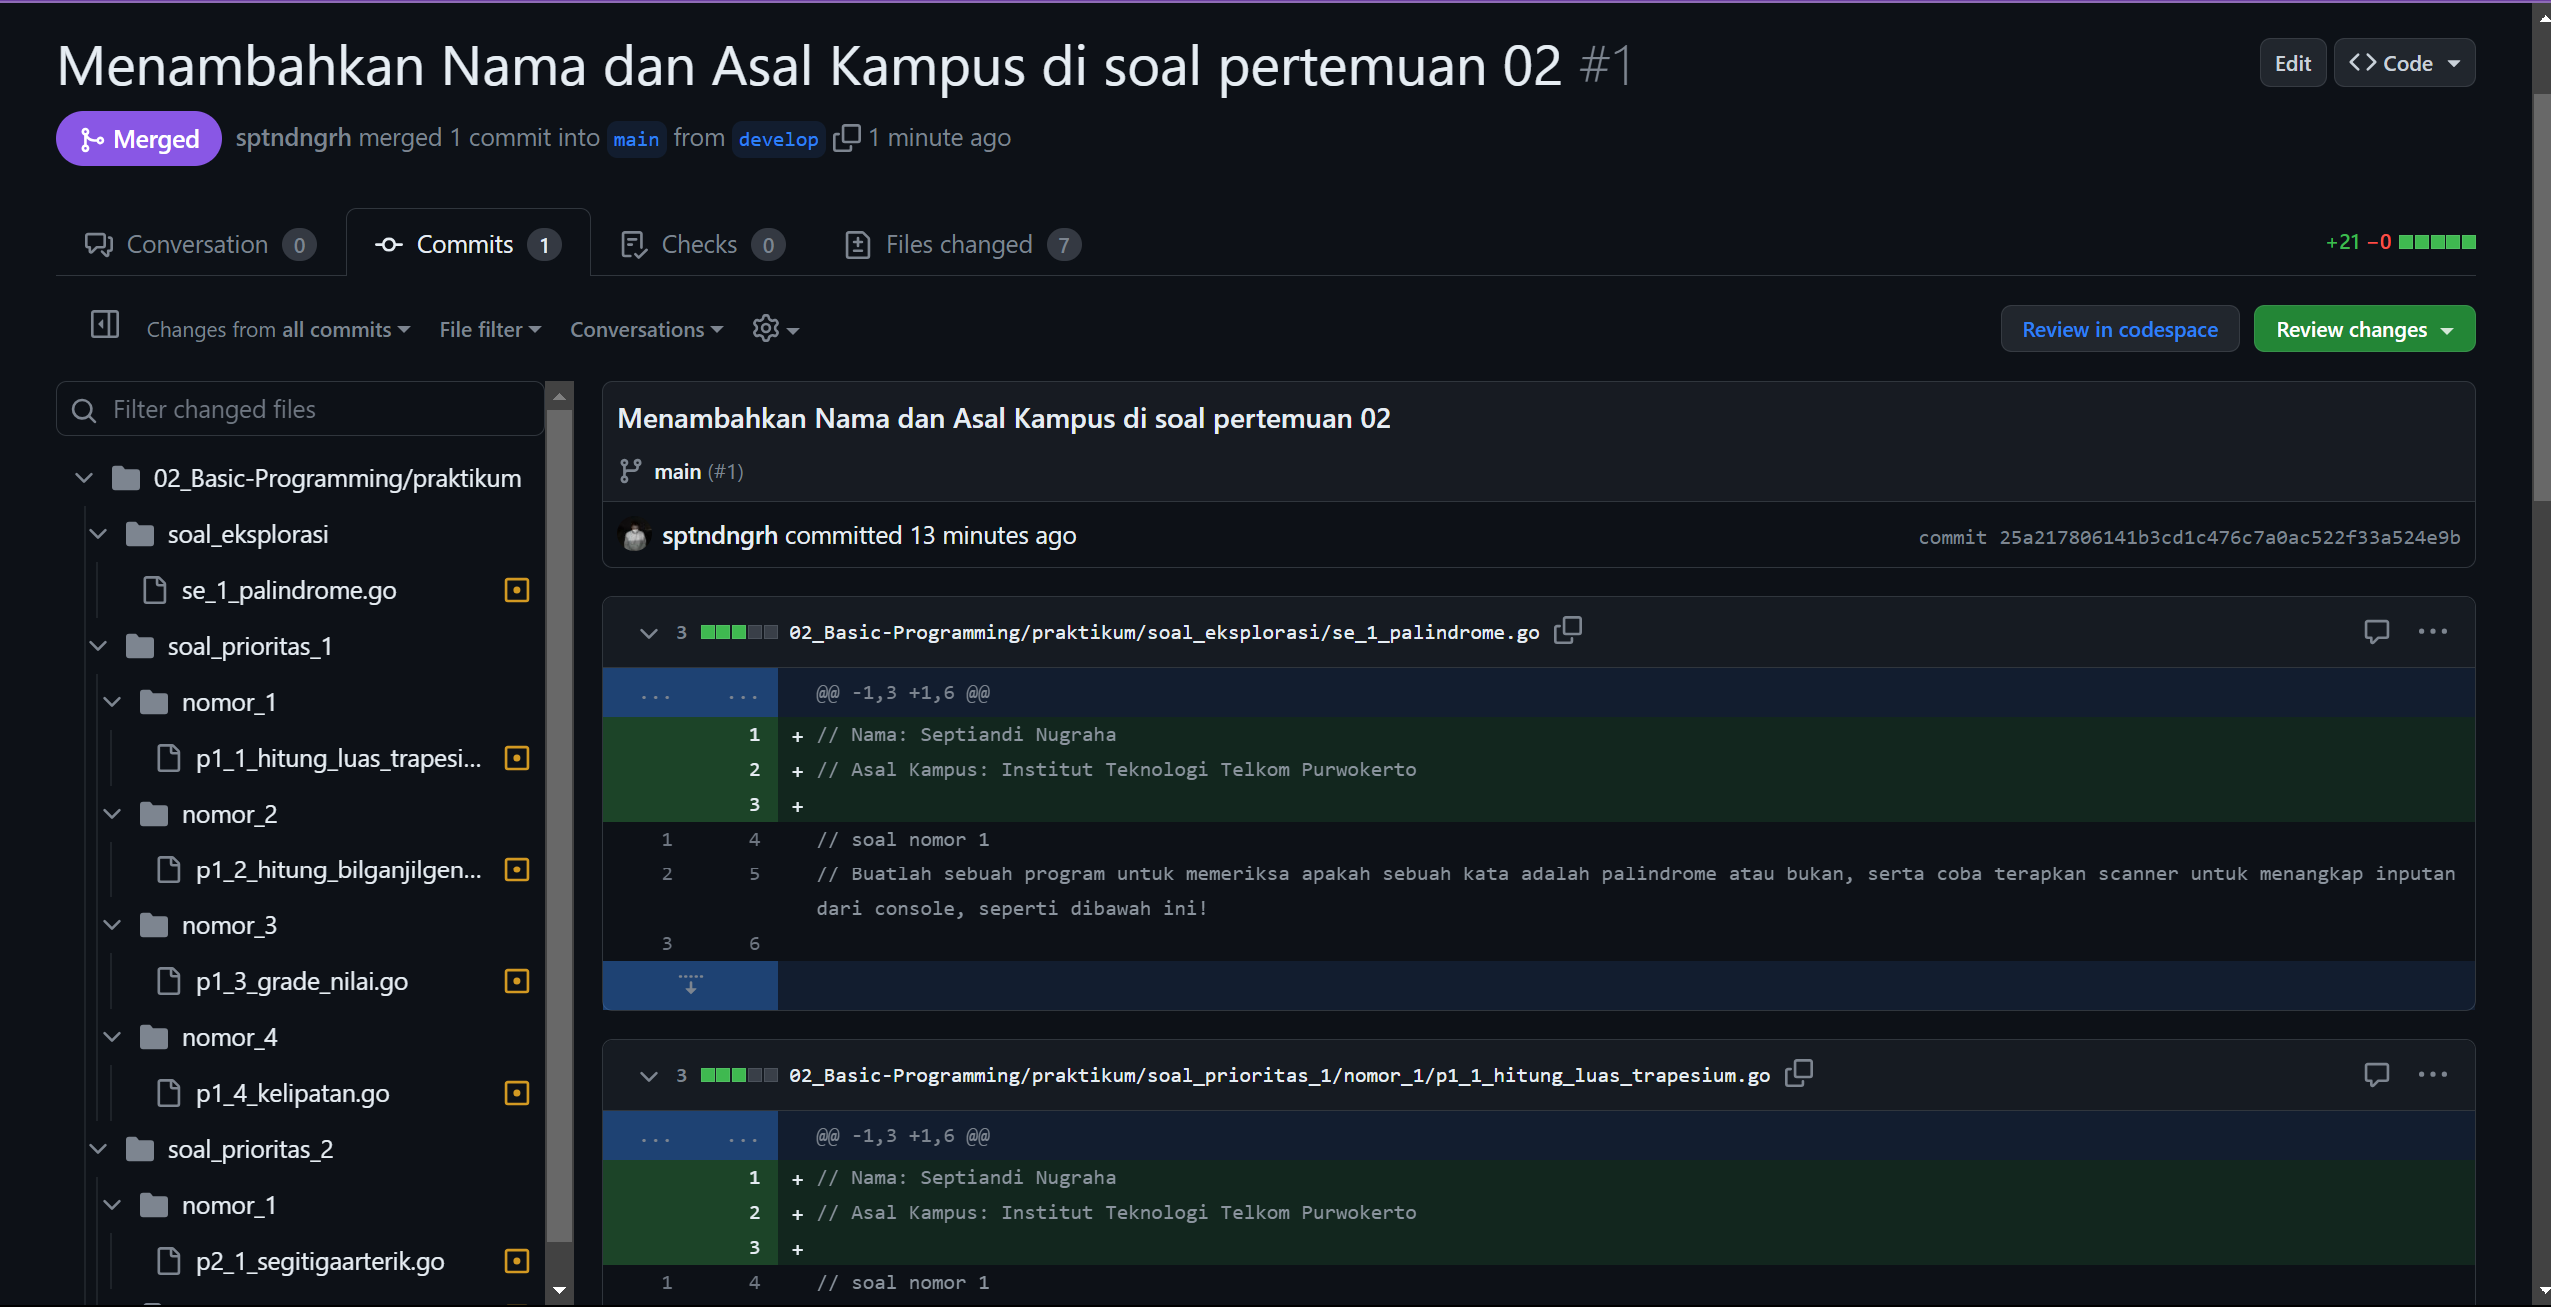 Menambahkan Nama dan Asal Kampus di soal pertemuan 02 #1
Edit
Code
Merged
sptndngrh merged 1 commit into main from develop 1 minute ago
Conversation 0
Commits 1
Checks 0
Files changed 7
+21 −0
Changes from all commits
File filter
Conversations
Review in codespace
Review changes
Filter changed files
02_Basic-Programming/praktikum
soal_eksplorasi
se_1_palindrome.go
soal_prioritas_1
nomor_1
p1_1_hitung_luas_trapesi...
nomor_2
p1_2_hitung_bilganjilgen...
nomor_3
p1_3_grade_nilai.go
nomor_4
p1_4_kelipatan.go
soal_prioritas_2
nomor_1
p2_1_segitigaarterik.go
Menambahkan Nama dan Asal Kampus di soal pertemuan 02
main (#1)
sptndngrh committed 13 minutes ago
commit 25a217806141b3cd1c476c7a0ac522f33a524e9b
3 02_Basic-Programming/praktikum/soal_eksplorasi/se_1_palindrome.go
... ... @@ -1,3 +1,6 @@
1 + // Nama: Septiandi Nugraha
2 + // Asal Kampus: Institut Teknologi Telkom Purwokerto
3 +
1 4 // soal nomor 1
2 5 // Buatlah sebuah program untuk memeriksa apakah sebuah kata adalah palindrome atau bukan, serta coba terapkan scanner untuk menangkap inputan
dari console, seperti dibawah ini!
3 6
3 02_Basic-Programming/praktikum/soal_prioritas_1/nomor_1/p1_1_hitung_luas_trapesium.go
... ... @@ -1,3 +1,6 @@
1 + // Nama: Septiandi Nugraha
2 + // Asal Kampus: Institut Teknologi Telkom Purwokerto
3 +
1 4 // soal nomor 1